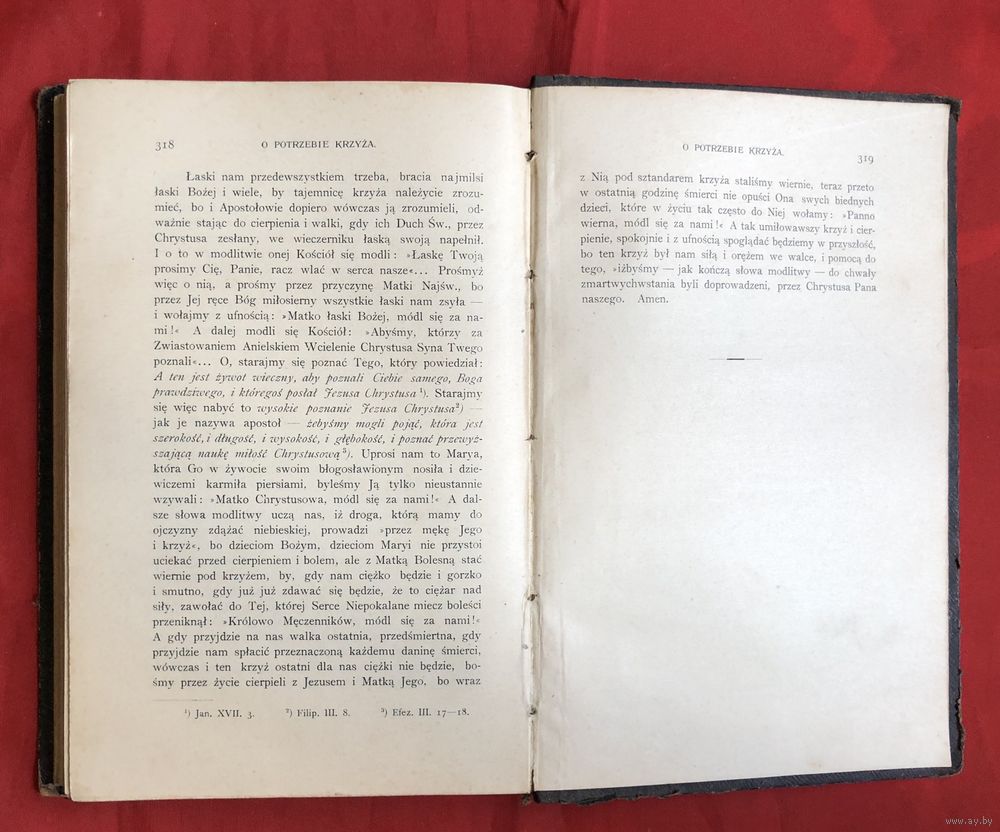 318
O POTRZEBIE KRZYŻA.
Łaski nam przedewszystkiem trzeba, bracia najmilsi
łaski Bożej i wiele, by tajemnicę krzyża należycie zrozu-
mieć, bo i Apostołowie dopiero wówczas ją zrozumieli, od-
ważnie stając do cierpienia i walki, gdy ich Duch Św., przez
Chrystusa zesłany, we wieczerniku łaską swoją napełnił.
I o to w modlitwie onej Kościół się modli: »Łaskę Twoją
prosimy Cię, Panie, racz wlać w serca nasze«... Prośmyż
więc o nią, a prośmy przez przyczynę Matki Najśw., bo
przez Jej ręce Bóg miłosierny wszystkie łaski nam zsyła —
i wołajmy z ufnością: »Matko łaski Bożej, módl się za na-
mi!« A dalej modli się Kościół: »Abyśmy, którzy za
Zwiastowaniem Anielskiem Wcielenie Chrystusa Syna Twego
poznali«... O, starajmy się poznać Tego, który powiedział:
A ten jest żywot wieczny, aby poznali Ciebie samego, Boga
prawdziwego, i któregoś posłał Jezusa Chrystusa ¹). Starajmy
się więc nabyć to wysokie poznanie Jezusa Chrystusa²) —
jak je nazywa apostoł — żebyśmy mogli pojąć, która jest
szerokość, i długość, i wysokość, i głębokość, i poznać przewyż-
szającą naukę miłość Chrystusową ³). Uprosi nam to Marya,
która Go w żywocie swoim błogosławionym nosiła i dzie-
wiczemi karmiła piersiami, byleśmy Ją tylko nieustannie
wzywali: »Matko Chrystusowa, módl się za nami!« A dal-
sze słowa modlitwy uczą nas, iż droga, którą mamy do
ojczyzny zdążać niebieskiej, prowadzi »przez mękę Jego
i krzyż«, bo dzieciom Bożym, dzieciom Maryi nie przystoi
uciekać przed cierpieniem i bolem, ale z Matką Bolesną stać
wiernie pod krzyżem, by, gdy nam ciężko będzie i gorzko
i smutno, gdy już już zdawać się będzie, że to ciężar nad
siły, zawołać do Tej, której Serce Niepokalane miecz boleści
przeniknął: »Królowo Męczenników, módl się za nami!«
A gdy przyjdzie na nas walka ostatnia, przedśmiertna, gdy
przyjdzie nam spłacić przeznaczoną każdemu daninę śmierci,
wówczas i ten krzyż ostatni dla nas ciężki nie będzie, bo-
śmy przez życie cierpieli z Jezusem i Matką Jego, bo wraz
¹) Jan. XVII. 3. ²) Filip. III. 8. ³) Efez. III. 17—18.
O POTRZEBIE KRZYŻA.
319
z Nią pod sztandarem krzyża staliśmy wiernie, teraz przeto
w ostatnią godzinę śmierci nie opuści Ona swych biednych
dzieci, które w życiu tak często do Niej wołamy: »Panno
wierna, módl się za nami!« A tak umiłowawszy krzyż i cier-
pienie, spokojnie i z ufnością spoglądać będziemy w przyszłość,
bo ten krzyż był nam siłą i orężem we walce, i pomocą do
tego, »iżbyśmy — jak kończą słowa modlitwy — do chwały
zmartwychwstania byli doprowadzeni, przez Chrystusa Pana
naszego. Amen.
www.ay.by